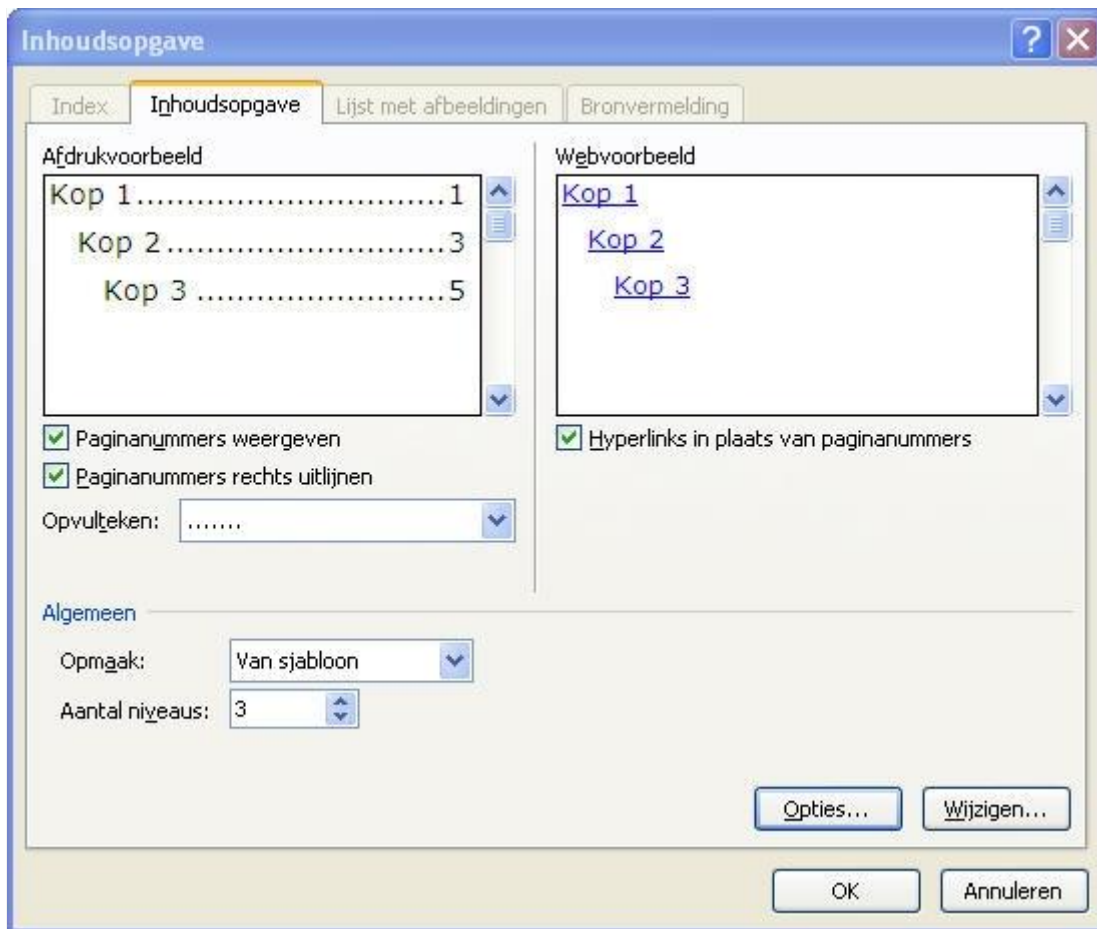 Inhoudsopgave
Index Inhoudsopgave Lijst met afbeeldingen Bronvermelding
Afdrukvoorbeeld
Kop 1...............................1
Kop 2............................3
Kop 3 .........................5
Paginanummers weergeven
Paginanummers rechts uitlijnen
Opvulteken: .......
Webvoorbeeld
Kop 1
Kop 2
Kop 3
Hyperlinks in plaats van paginanummers
Algemeen
Opmaak: Van sjabloon
Aantal niveaus: 3
Opties... Wijzigen...
OK Annuleren